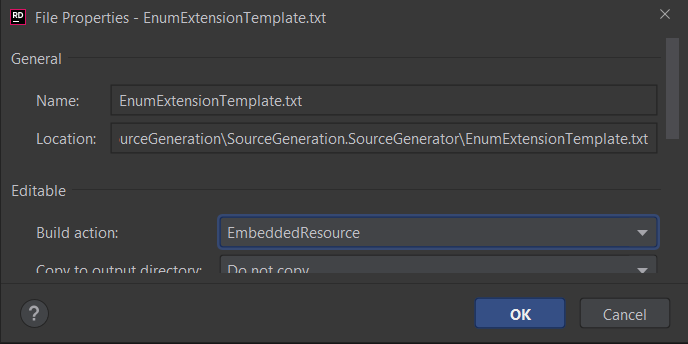 RD File Properties - EnumExtensionTemplate.txt
General
Name: EnumExtensionTemplate.txt
Location: urceGeneration\SourceGeneration.SourceGenerator\EnumExtensionTemplate.txt
Editable
Build action: EmbeddedResource
Copy to output directory: Do not copy
? OK Cancel